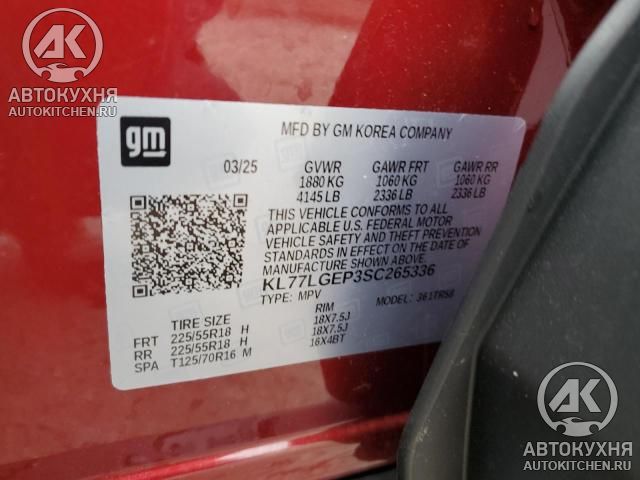 AK
АВТОКУХНЯ
AUTOKITCHEN.RU
gm
MFD BY GM KOREA COMPANY
03/25 GVWR GAWR FRT GAWR RR
1880 KG 1060 KG 1060 KG
4145 LB 2336 LB 2336 LB
THIS VEHICLE CONFORMS TO ALL
APPLICABLE U.S. FEDERAL MOTOR
VEHICLE SAFETY AND THEFT PREVENTION
STANDARDS IN EFFECT ON THE DATE OF
MANUFACTURE SHOWN ABOVE.
KL77LGEP3SC265336
TYPE: MPV MODEL: 361TR58
TIRE SIZE RIM
FRT 225/55R18 H 18X7.5J
RR 225/55R18 H 18X7.5J
SPA T125/70R16 M 16X4BT
AK
АВТОКУХНЯ
AUTOKITCHEN.RU